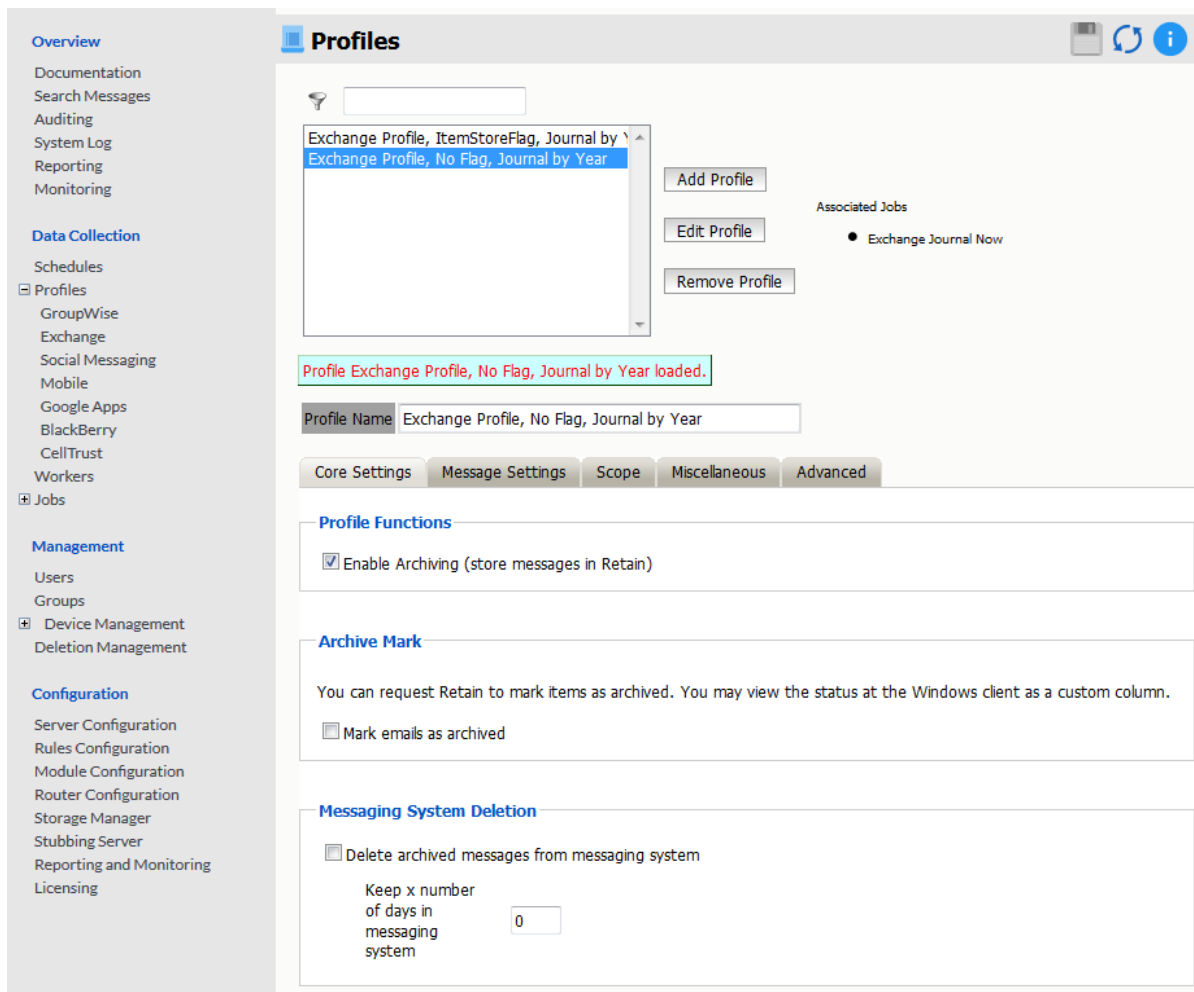 Overview
Documentation
Search Messages
Auditing
System Log
Reporting
Monitoring
Data Collection
Schedules
Profiles
GroupWise
Exchange
Social Messaging
Mobile
Google Apps
BlackBerry
CellTrust
Workers
Jobs
Management
Users
Groups
Device Management
Deletion Management
Configuration
Server Configuration
Rules Configuration
Module Configuration
Router Configuration
Storage Manager
Stubbing Server
Reporting and Monitoring
Licensing
Profiles
i
Exchange Profile, ItemStoreFlag, Journal by
Exchange Profile, No Flag, Journal by Year
Add Profile
Edit Profile
Remove Profile
Associated Jobs
Exchange Journal Now
Profile Exchange Profile, No Flag, Journal by Year loaded.
Profile Name Exchange Profile, No Flag, Journal by Year
Core Settings Message Settings Scope Miscellaneous Advanced
Profile Functions
Enable Archiving (store messages in Retain)
Archive Mark
You can request Retain to mark items as archived. You may view the status at the Windows client as a custom column.
Mark emails as archived
Messaging System Deletion
Delete archived messages from messaging system
Keep x number
of days in
messaging
system
0